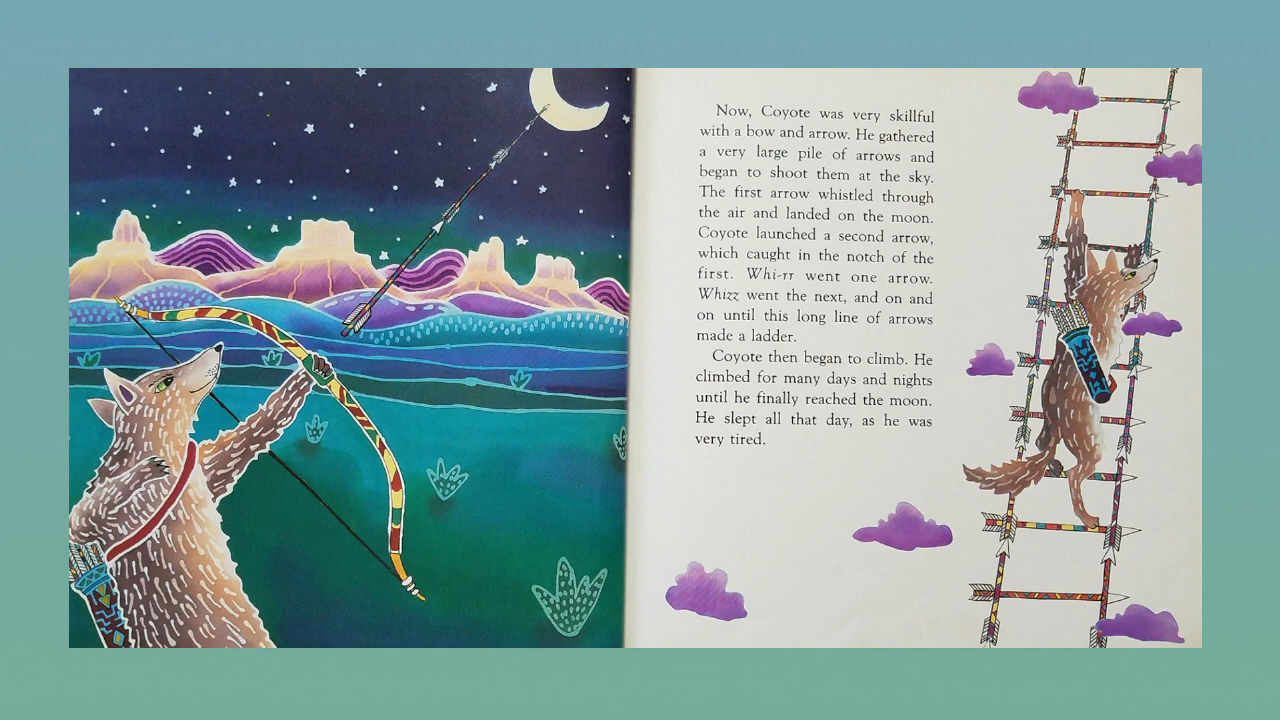 Now, Coyote was very skillful
with a bow and arrow. He gathered
a very large pile of arrows and
began to shoot them at the sky.
The first arrow whistled through
the air and landed on the moon.
Coyote launched a second arrow,
which caught in the notch of the
first. Whi-rr went one arrow.
Whizz went the next, and on and
on until this long line of arrows
made a ladder.
Coyote then began to climb. He
climbed for many days and nights
until he finally reached the moon.
He slept all that day, as he was
very tired.